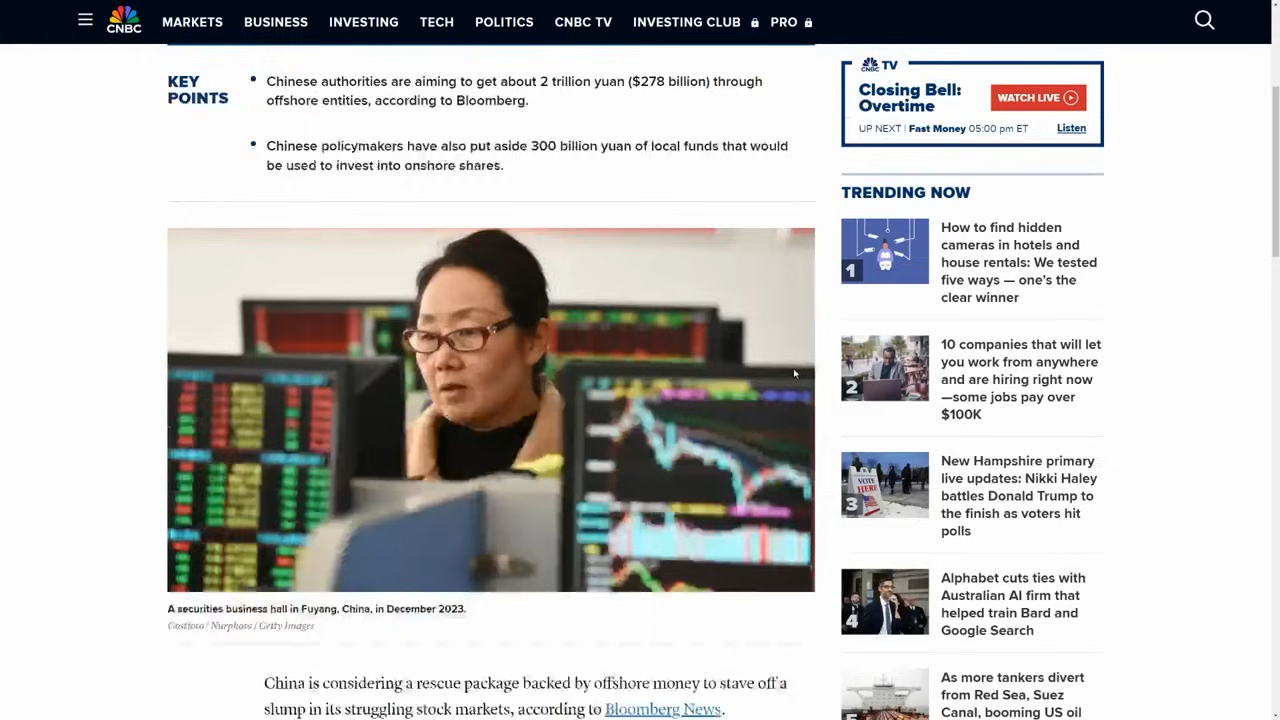 CNBC
MARKETS
BUSINESS
INVESTING
TECH
POLITICS
CNBC TV
INVESTING CLUB
PRO
KEY
POINTS
Chinese authorities are aiming to get about 2 trillion yuan ($278 billion) through
offshore entities, according to Bloomberg.
Chinese policymakers have also put aside 300 billion yuan of local funds that would
be used to invest into onshore shares.
A securities business hall in Fuyang, China, in December 2023.
Costfoto / Nurphoto / Getty Images
China is considering a rescue package backed by offshore money to stave off a
slump in its struggling stock markets, according to Bloomberg News.
TV
Closing Bell:
Overtime
WATCH LIVE
UP NEXT | Fast Money 05:00 pm ET
Listen
TRENDING NOW
1
How to find hidden
cameras in hotels and
house rentals: We tested
five ways — one's the
clear winner
2
10 companies that will let
you work from anywhere
and are hiring right now
—some jobs pay over
$100K
3
VOTE
HERE
New Hampshire primary
live updates: Nikki Haley
battles Donald Trump to
the finish as voters hit
polls
4
Alphabet cuts ties with
Australian AI firm that
helped train Bard and
Google Search
As more tankers divert
from Red Sea, Suez
Canal, booming US oil